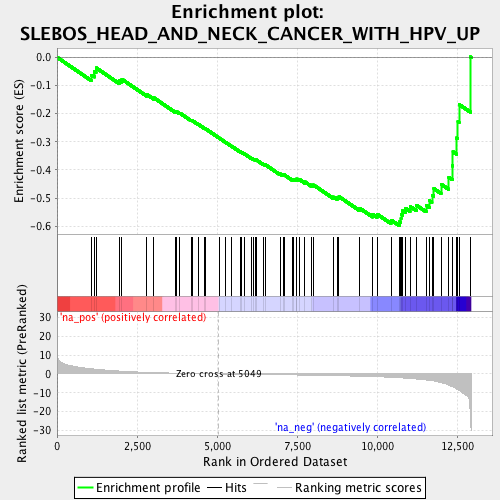 Enrichment plot:
SLEBOS_HEAD_AND_NECK_CANCER_WITH_HPV_UP
Enrichment score (ES)
0.0
-0.1
-0.2
-0.3
-0.4
-0.5
-0.6
'na_pos' (positively correlated)
Ranked list metric (PreRanked)
30
20
10
0
-10
-20
-30
Zero cross at 5049
'na_neg' (negatively correlated)
0 2,500 5,000 7,500 10,000 12,500
Rank in Ordered Dataset
Enrichment profile Hits Ranking metric scores